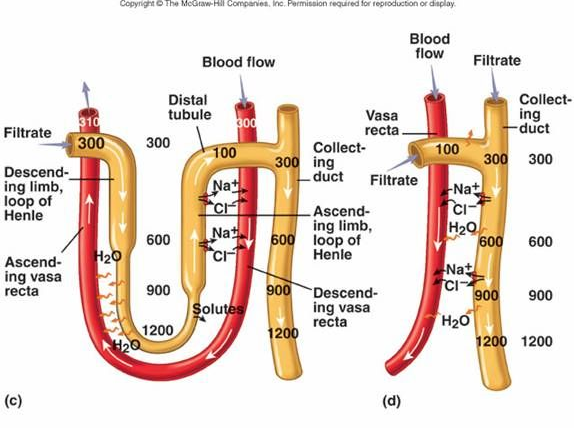 Copyright © The McGraw-Hill Companies, Inc. Permission required for reproduction or display.
Blood flow
Distal
tubule
310
300
Filtrate
300
300
100
300
Collect-
ing
duct
Descend-
ing limb,
loop of
Henle
Na+
Cl–
Ascend-
ing limb,
loop of
Henle
Na+
Cl–
600
600
H2O
Ascend-
ing vasa
recta
900
900
Solutes
Descend-
ing vasa
recta
1200
1200
H2O
(c)
Blood
flow
Filtrate
Collect-
ing
duct
Vasa
recta
100
300
300
Filtrate
Na+
Cl–
H2O
600
600
Na+
Cl–
900
900
H2O
1200
1200
(d)